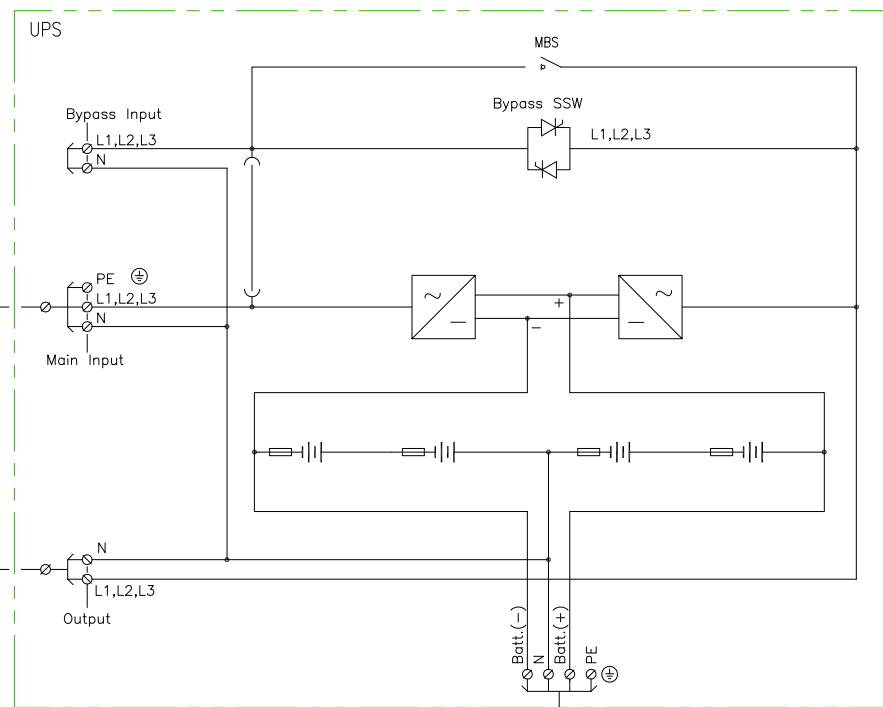 UPS
MBS
Bypass Input
Bypass SSW
L1,L2,L3
L1,L2,L3
N
PE
L1,L2,L3
N
+
−
Main Input
N
L1,L2,L3
Output
Batt.(−)
N
Batt.(+)
PE